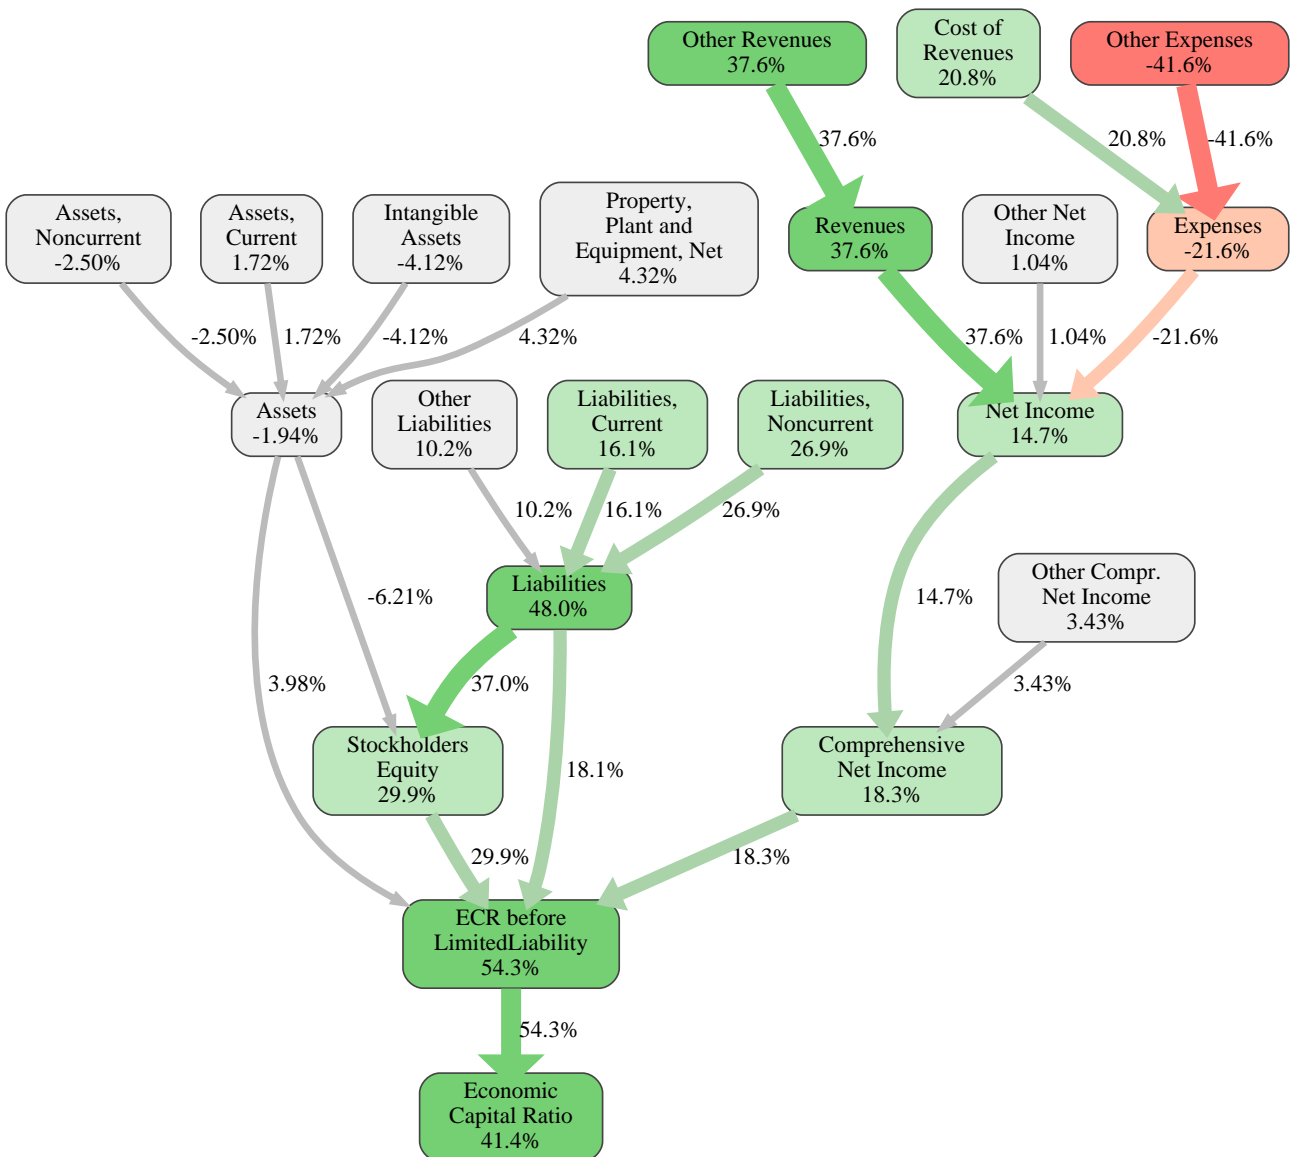 Other Revenues
37.6%
Cost of
Revenues
20.8%
Other Expenses
-41.6%
37.6%
20.8%
-41.6%
Assets,
Noncurrent
-2.50%
Assets,
Current
1.72%
Intangible
Assets
-4.12%
Property,
Plant and
Equipment, Net
4.32%
Revenues
37.6%
Other Net
Income
1.04%
Expenses
-21.6%
-2.50%
1.72%
-4.12%
4.32%
37.6%
1.04%
-21.6%
Assets
-1.94%
Other
Liabilities
10.2%
Liabilities,
Current
16.1%
Liabilities,
Noncurrent
26.9%
Net Income
14.7%
10.2%
16.1%
26.9%
Liabilities
48.0%
-6.21%
14.7%
Other Compr.
Net Income
3.43%
3.98%
37.0%
3.43%
Stockholders
Equity
29.9%
18.1%
Comprehensive
Net Income
18.3%
29.9%
18.3%
ECR before
LimitedLiability
54.3%
54.3%
Economic
Capital Ratio
41.4%